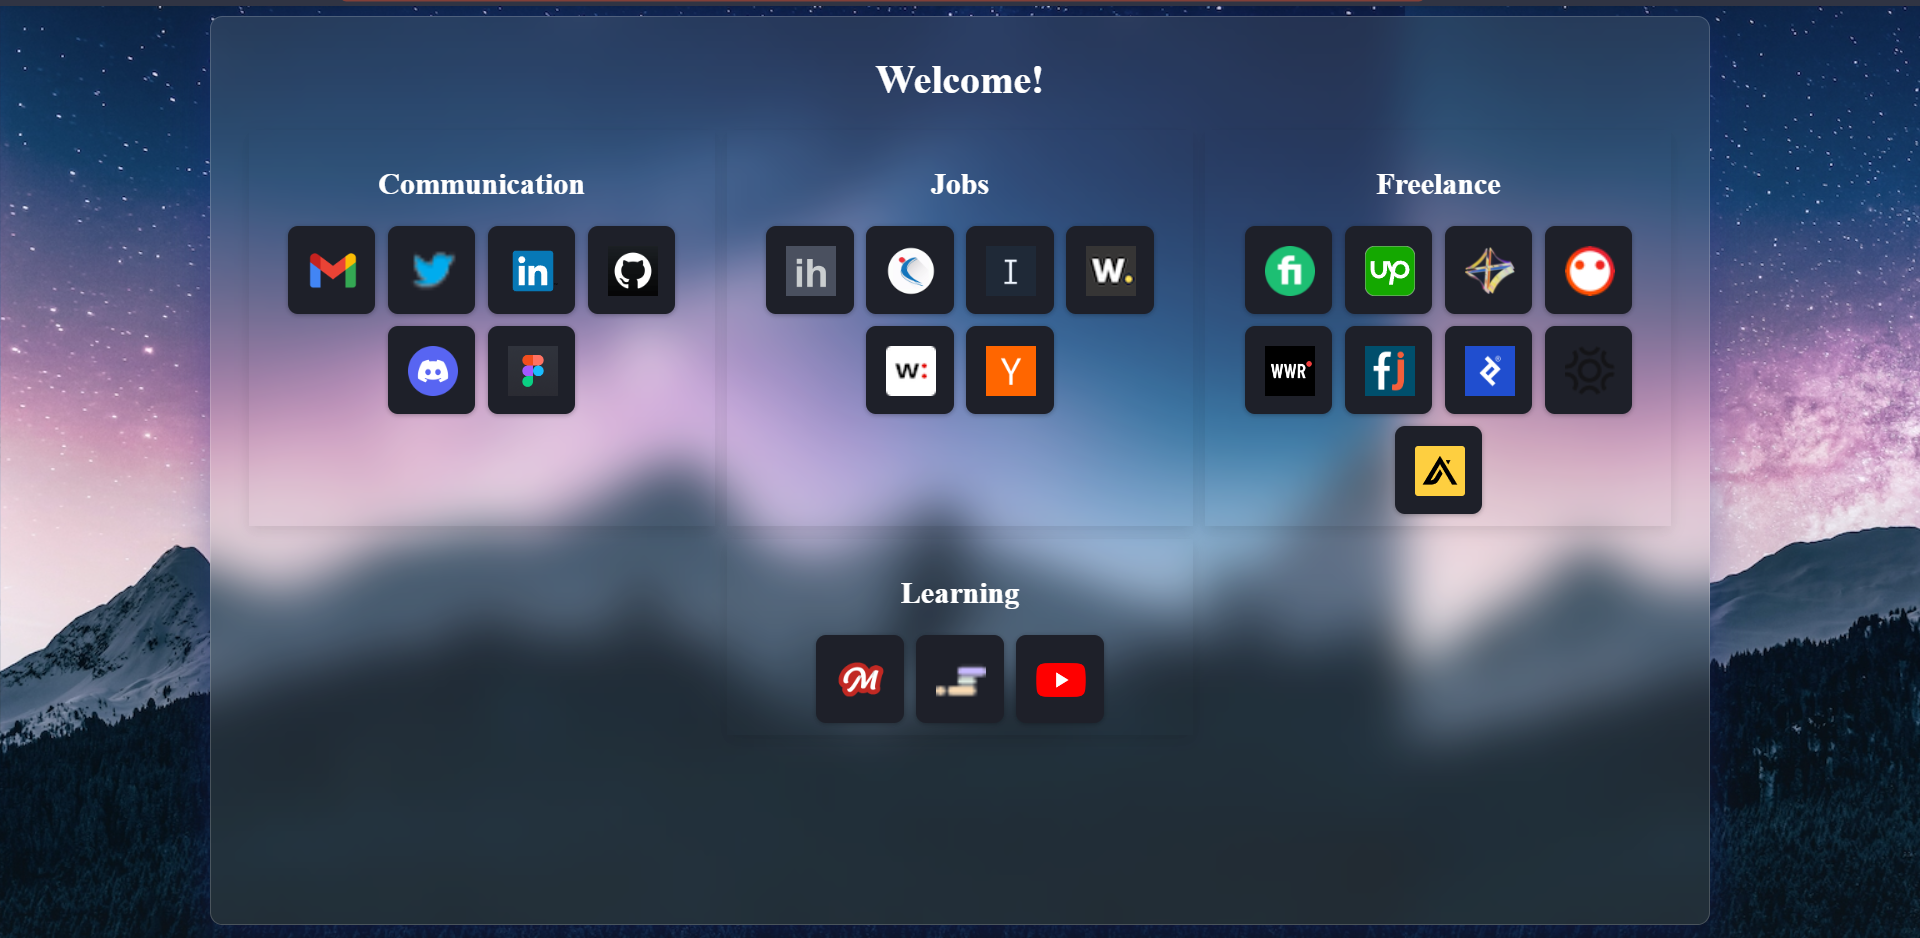 Welcome!
Communication
Jobs
Freelance
in
ih
I
W.
fi
up
w:
Y
WWR
fj
Learning
M